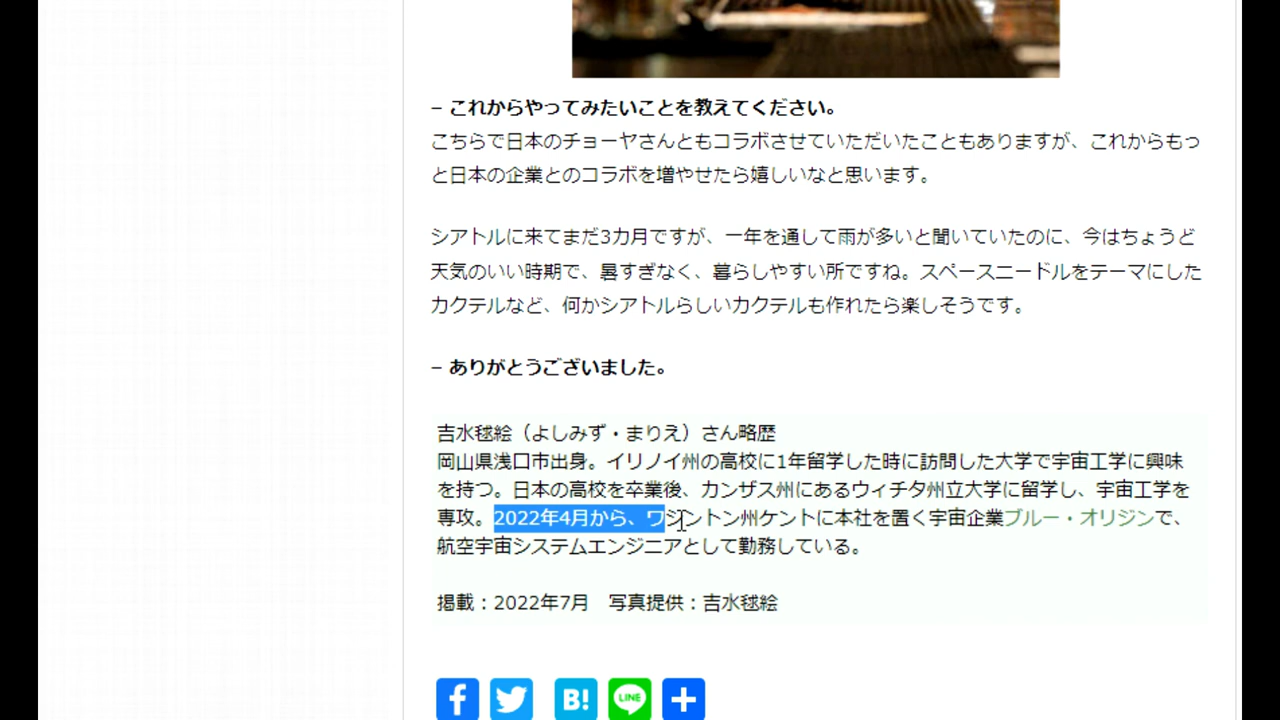 – これからやってみたいことを教えてください。
こちらで日本のチョーヤさんともコラボさせていただいたこともありますが、これからもっ
と日本の企業とのコラボを増やせたら嬉しいなと思います。
シアトルに来てまだ3カ月ですが、一年を通して雨が多いと聞いていたのに、今はちょうど
天気のいい時期で、暑すぎなく、暮らしやすい所ですね。スペースニードルをテーマにした
カクテルなど、何かシアトルらしいカクテルも作れたら楽しそうです。
– ありがとうございました。
吉水毬絵（よしみず・まりえ）さん略歴
岡山県浅口市出身。イリノイ州の高校に1年留学した時に訪問した大学で宇宙工学に興味
を持つ。日本の高校を卒業後、カンザス州にあるウィチタ州立大学に留学し、宇宙工学を
専攻。2022年4月から、ワシントン州ケントに本社を置く宇宙企業ブルー・オリジンで、
航空宇宙システムエンジニアとして勤務している。
掲載：2022年7月　写真提供：吉水毬絵
B! LINE